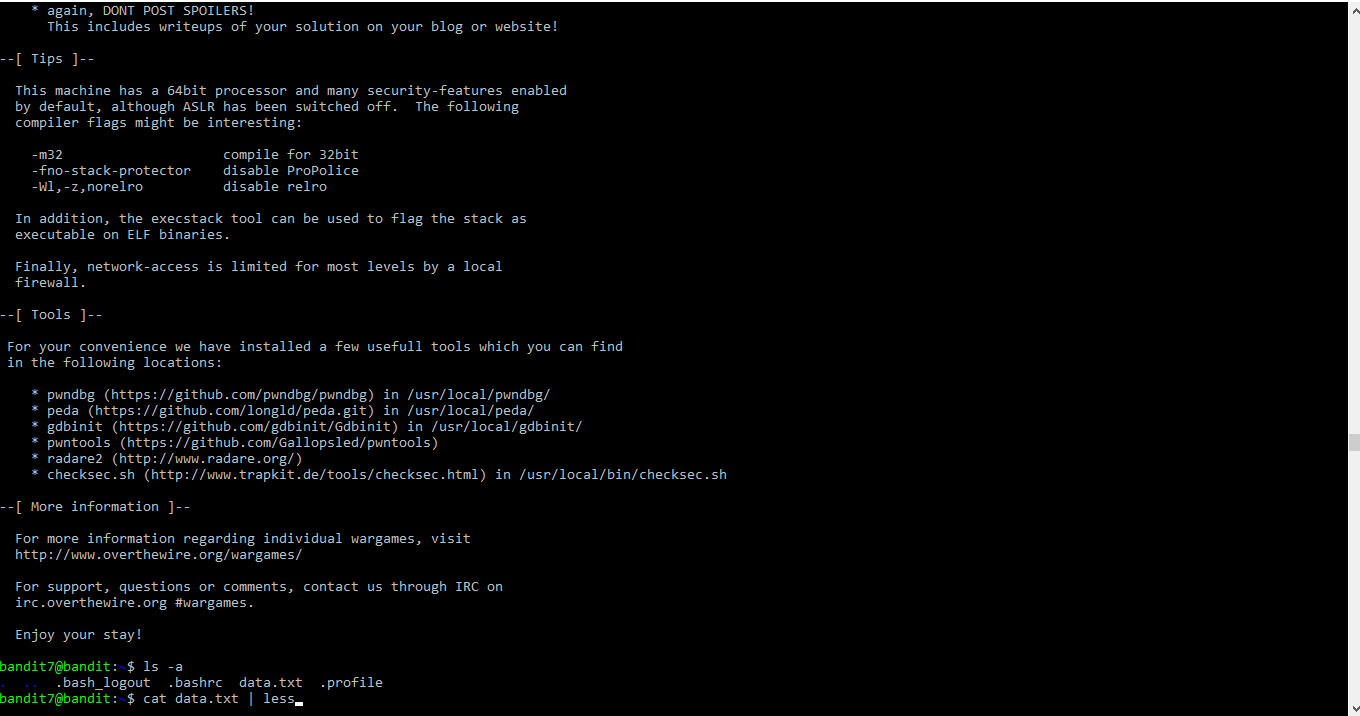 * again, DONT POST SPOILERS!
This includes writeups of your solution on your blog or website!
--[ Tips ]--
This machine has a 64bit processor and many security-features enabled
by default, although ASLR has been switched off.  The following
compiler flags might be interesting:
-m32                    compile for 32bit
-fno-stack-protector    disable ProPolice
-Wl,-z,norelro          disable relro
In addition, the execstack tool can be used to flag the stack as
executable on ELF binaries.
Finally, network-access is limited for most levels by a local
firewall.
--[ Tools ]--
For your convenience we have installed a few usefull tools which you can find
in the following locations:
* pwndbg (https://github.com/pwndbg/pwndbg) in /usr/local/pwndbg/
* peda (https://github.com/longld/peda.git) in /usr/local/peda/
* gdbinit (https://github.com/gdbinit/Gdbinit) in /usr/local/gdbinit/
* pwntools (https://github.com/Gallopsled/pwntools)
* radare2 (http://www.radare.org/)
* checksec.sh (http://www.trapkit.de/tools/checksec.html) in /usr/local/bin/checksec.sh
--[ More information ]--
For more information regarding individual wargames, visit
http://www.overthewire.org/wargames/
For support, questions or comments, contact us through IRC on
irc.overthewire.org #wargames.
Enjoy your stay!
bandit7@bandit:~$ ls -a
.  ..  .bash_logout  .bashrc  data.txt  .profile
bandit7@bandit:~$ cat data.txt | less